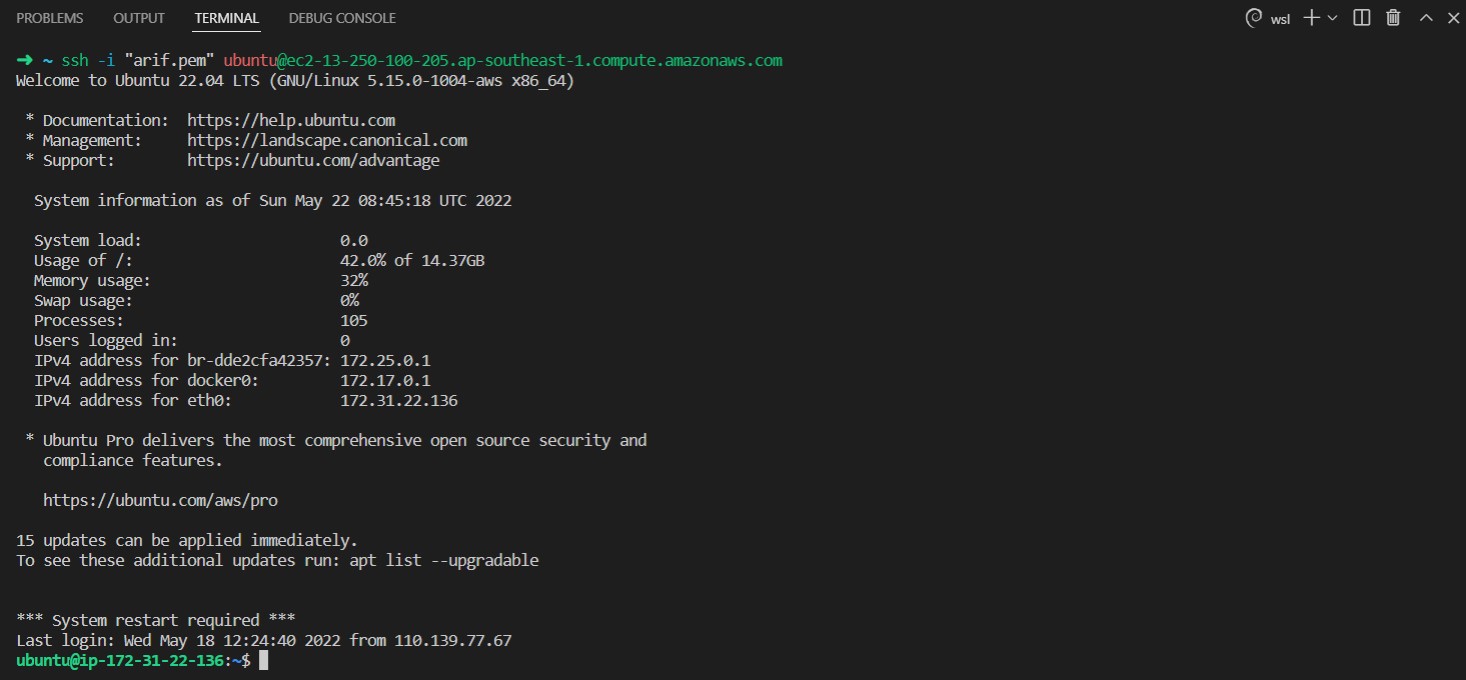 PROBLEMS OUTPUT TERMINAL DEBUG CONSOLE wsl
➜ ~ ssh -i "arif.pem" ubuntu@ec2-13-250-100-205.ap-southeast-1.compute.amazonaws.com
Welcome to Ubuntu 22.04 LTS (GNU/Linux 5.15.0-1004-aws x86_64)
* Documentation: https://help.ubuntu.com
* Management: https://landscape.canonical.com
* Support: https://ubuntu.com/advantage
System information as of Sun May 22 08:45:18 UTC 2022
System load: 0.0
Usage of /: 42.0% of 14.37GB
Memory usage: 32%
Swap usage: 0%
Processes: 105
Users logged in: 0
IPv4 address for br-dde2cfa42357: 172.25.0.1
IPv4 address for docker0: 172.17.0.1
IPv4 address for eth0: 172.31.22.136
* Ubuntu Pro delivers the most comprehensive open source security and
compliance features.
https://ubuntu.com/aws/pro
15 updates can be applied immediately.
To see these additional updates run: apt list --upgradable
*** System restart required ***
Last login: Wed May 18 12:24:40 2022 from 110.139.77.67
ubuntu@ip-172-31-22-136:~$